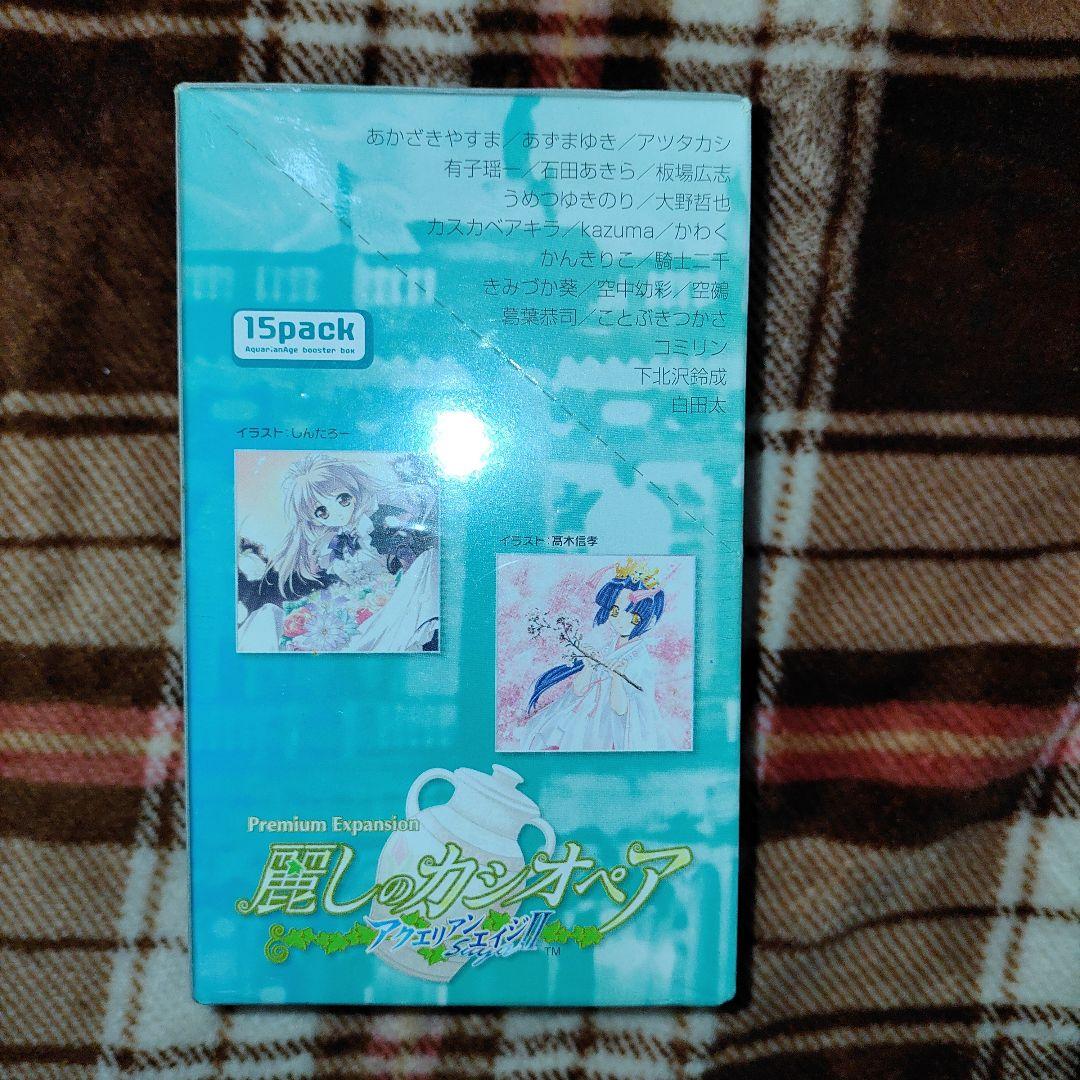 あかざきやすま／あずまゆき／アツタカシ
有子瑶一／石田あきら／板場広志
うめつゆきのり／大野哲也
カスカベアキラ／kazuma／かわく
かんきりこ／騎士二千
きみづか葵／空中幼彩／空鵺
葛葉恭司／ことぶきつかさ
コミリン
下北沢鈴成
白田太
15pack
Aquar.anAge booster box
イラスト：しんたろー
イラスト：高木信孝
Premium Expansion
麗しのカシオペア
アクエリアンエイジ
Saga II
TM